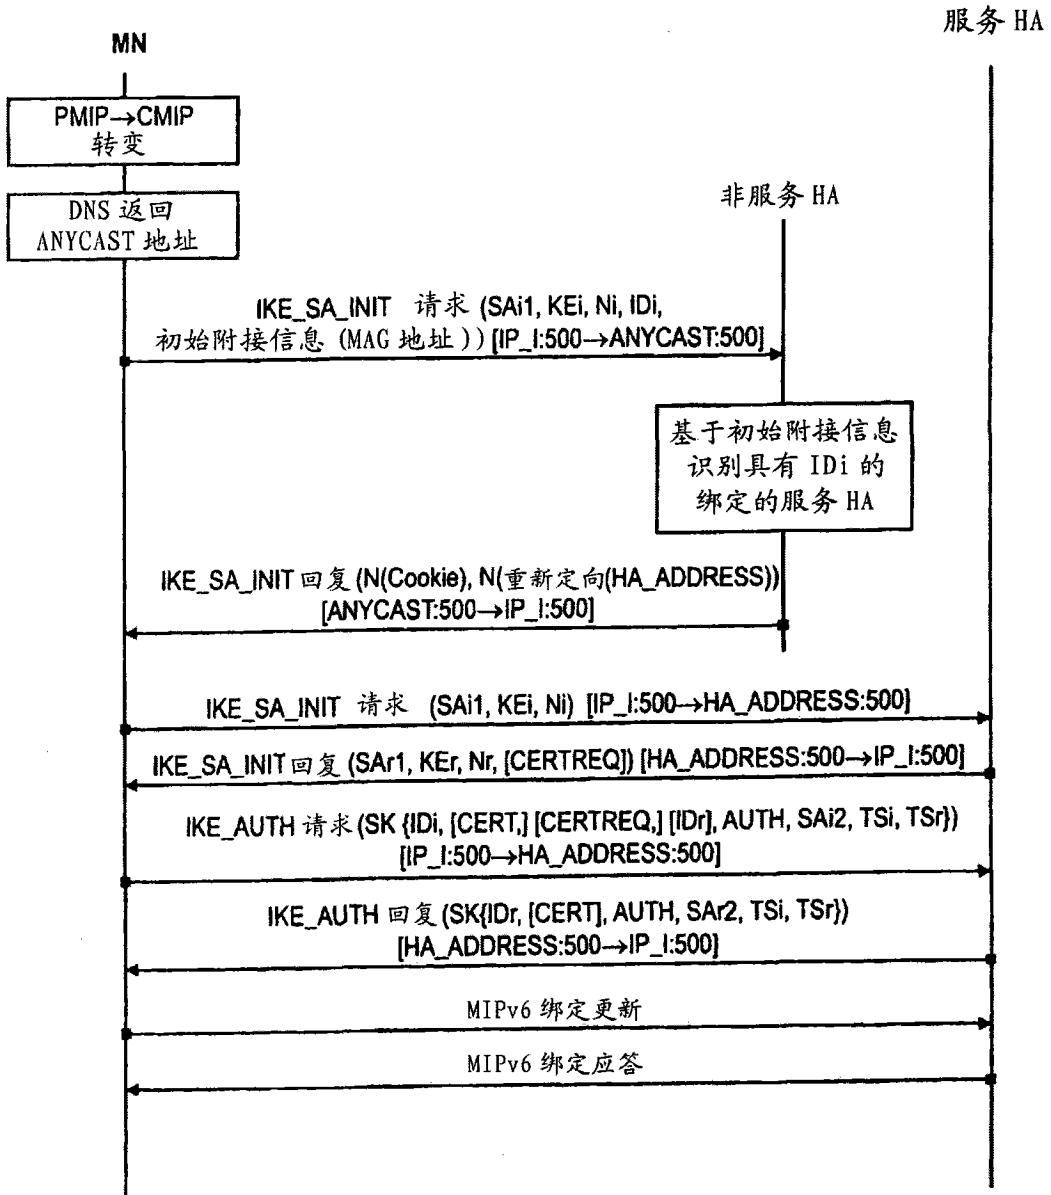 服务 HA
MN
PMIP→CMIP
转变
DNS 返回
ANYCAST 地址
非服务 HA
IKE_SA_INIT 请求 (SAi1, KEi, Ni, IDi,
初始附接信息 (MAG 地址)) [IP_I:500→ANYCAST:500]
基于初始附接信息
识别具有 IDi 的
绑定的服务 HA
IKE_SA_INIT 回复 (N(Cookie), N(重新定向(HA_ADDRESS))
[ANYCAST:500→IP_I:500]
IKE_SA_INIT 请求 (SAi1, KEi, Ni) [IP_I:500→HA_ADDRESS:500]
IKE_SA_INIT 回复 (SAr1, KEr, Nr, [CERTREQ]) [HA_ADDRESS:500→IP_I:500]
IKE_AUTH 请求 (SK {IDi, [CERT,] [CERTREQ,] [IDr], AUTH, SAi2, TSi, TSr})
[IP_I:500→HA_ADDRESS:500]
IKE_AUTH 回复 (SK{IDr, [CERT], AUTH, SAr2, TSi, TSr})
[HA_ADDRESS:500→IP_I:500]
MIPv6 绑定更新
MIPv6 绑定应答